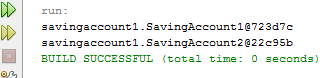 run:
savingaccount1.SavingAccount1@723d7c
savingaccount1.SavingAccount2@22c95b
BUILD SUCCESSFUL (total time: 0 seconds)